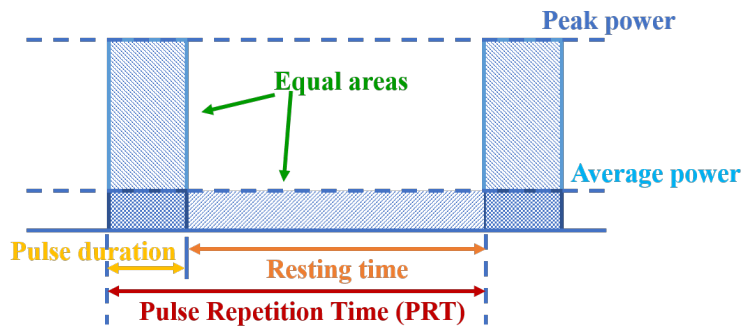 Peak power
Equal areas
Average power
Pulse duration
Resting time
Pulse Repetition Time (PRT)